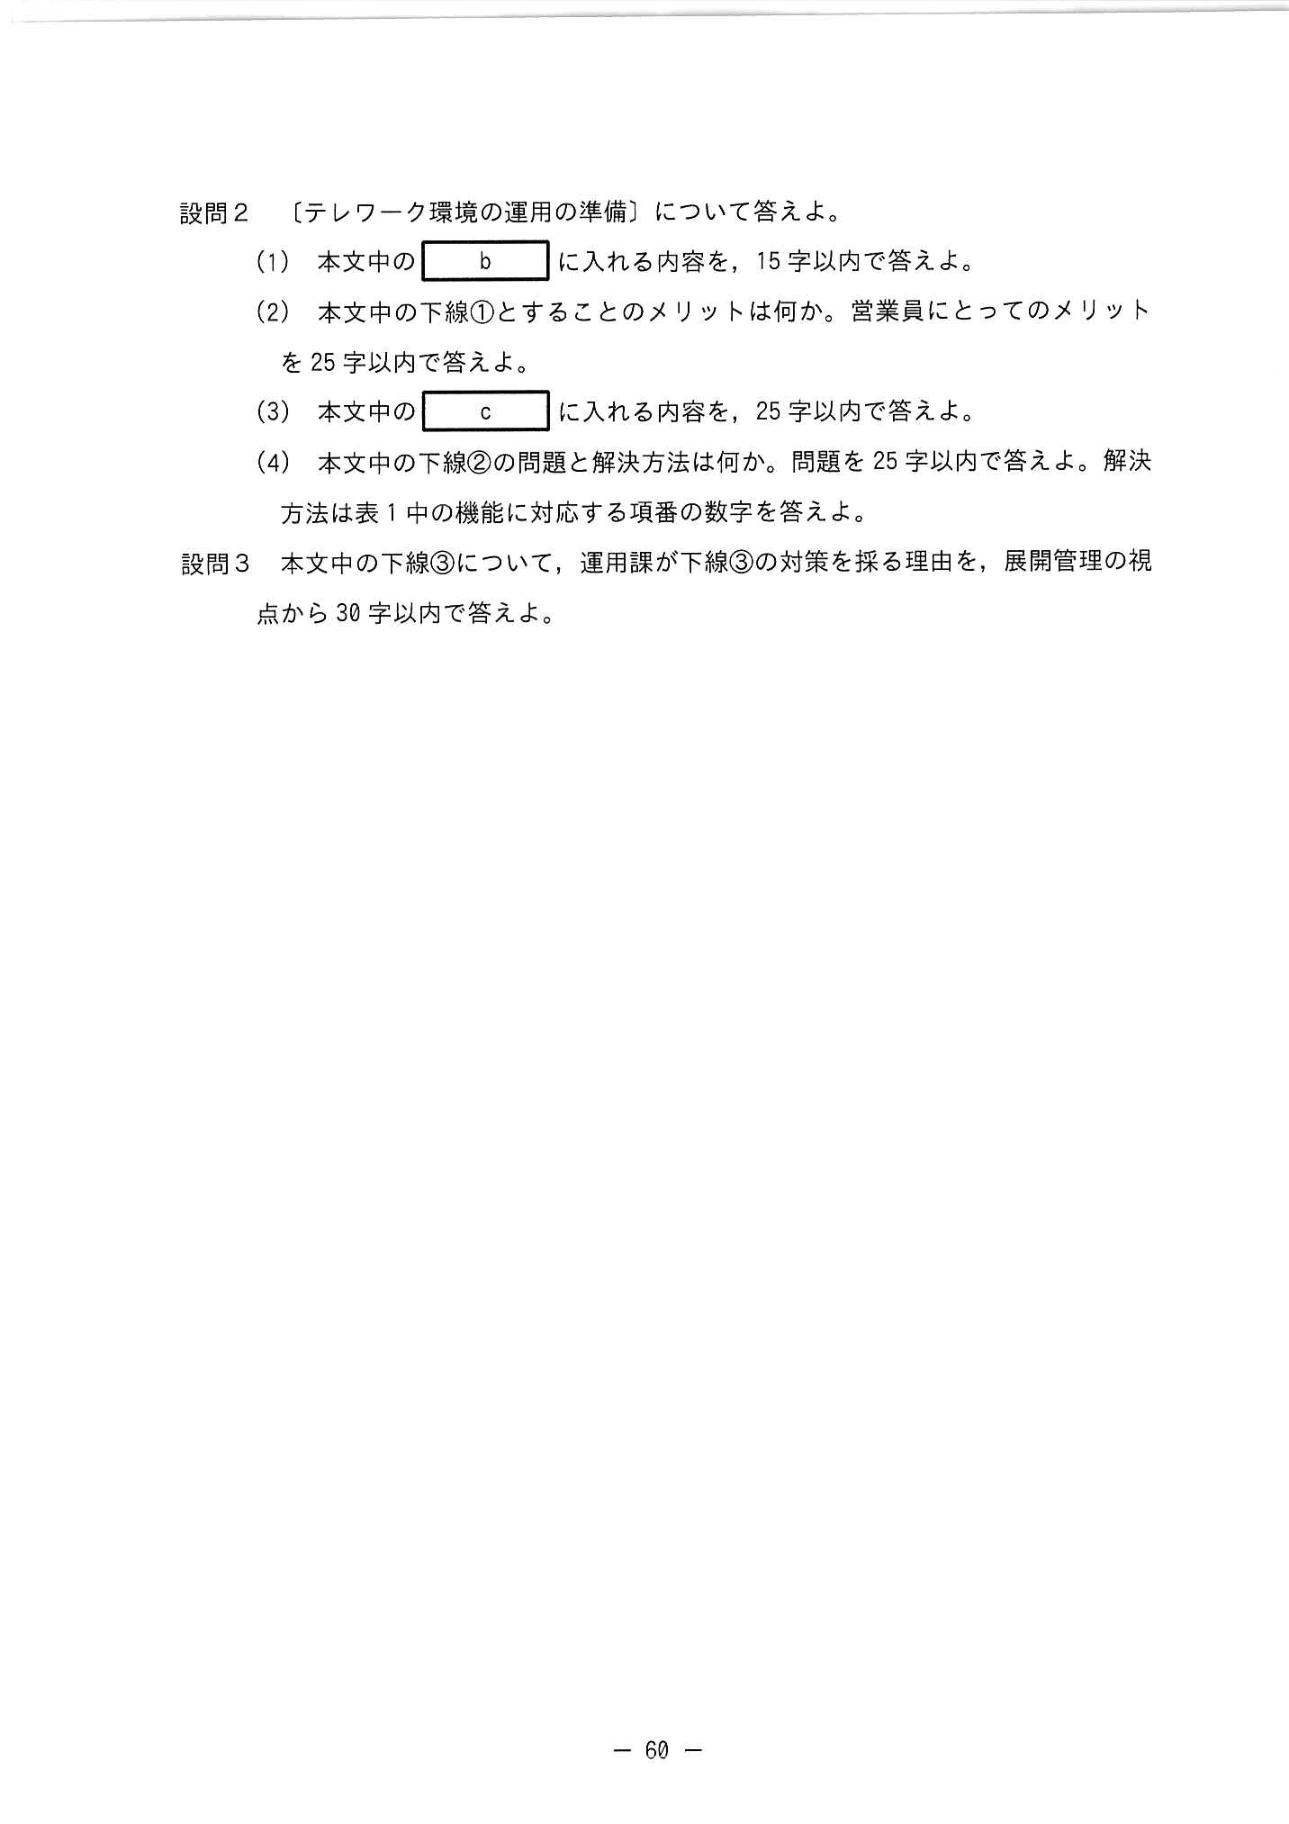 設問２　〔テレワーク環境の運用の準備〕について答えよ。
(1)　本文中の b に入れる内容を，15 字以内で答えよ。
(2)　本文中の下線①とすることのメリットは何か。営業員にとってのメリット
を 25 字以内で答えよ。
(3)　本文中の c に入れる内容を，25 字以内で答えよ。
(4)　本文中の下線②の問題と解決方法は何か。問題を 25 字以内で答えよ。解決
方法は表 1 中の機能に対応する項番の数字を答えよ。
設問３　本文中の下線③について，運用課が下線③の対策を採る理由を，展開管理の視
点から 30 字以内で答えよ。
－ 60 －